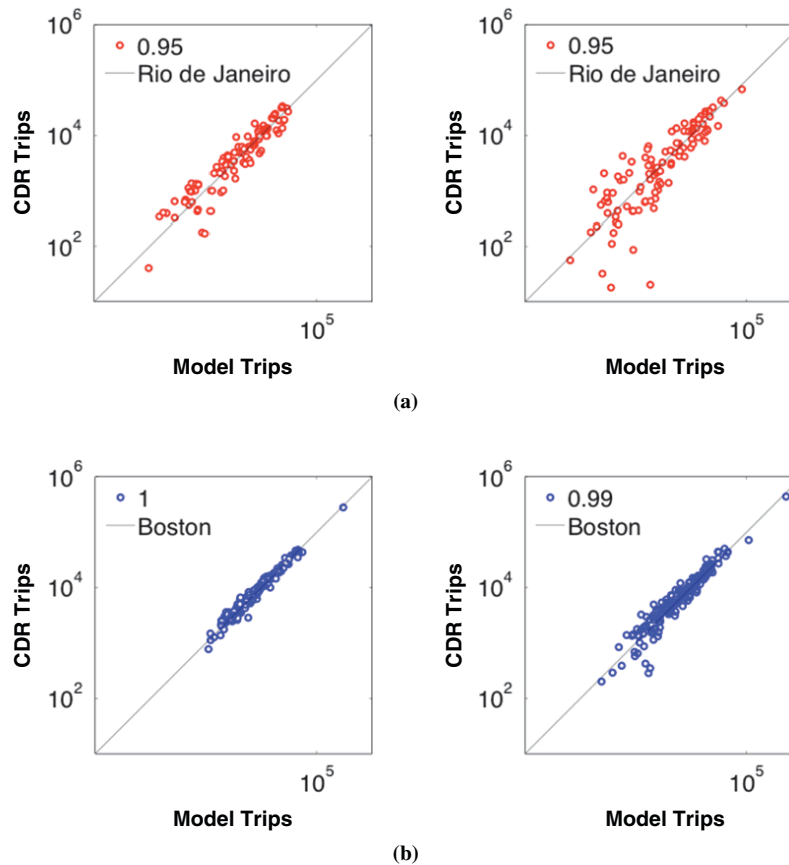 10^6
0.95
Rio de Janeiro
10^4
CDR Trips
10^2
10^5
Model Trips
10^6
0.95
Rio de Janeiro
10^4
CDR Trips
10^2
10^5
Model Trips
(a)
10^6
1
Boston
10^4
CDR Trips
10^2
10^5
Model Trips
10^6
0.99
Boston
10^4
CDR Trips
10^2
10^5
Model Trips
(b)